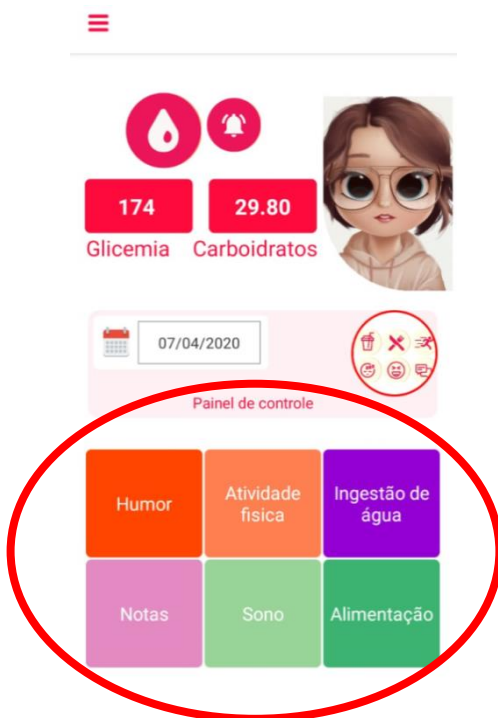 174
29.80
Glicemia
Carboidratos
07/04/2020
Painel de controle
Humor
Atividade
fisica
Ingestão de
água
Notas
Sono
Alimentação